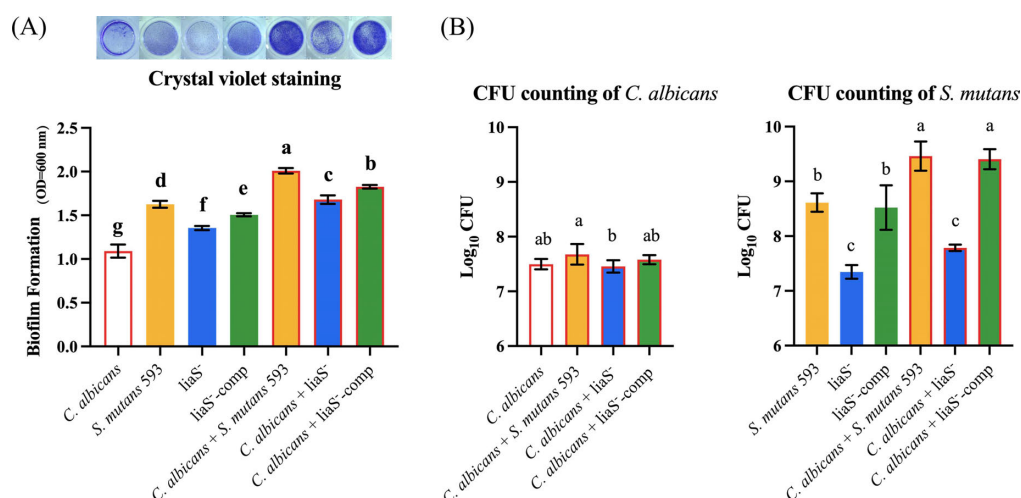 (A)
Crystal violet staining
Biofilm Formation (OD=600 nm)
2.5
2.0
1.5
1.0
0.5
0.0
g
d
f
e
a
c
b
C. albicans
S. mutans 593
liaS-
liaS-comp
C. albicans + S. mutans 593
C. albicans + liaS-
C. albicans + liaS-comp
(B)
CFU counting of C. albicans
Log10 CFU
10
9
8
7
6
ab
a
b
ab
C. albicans
C. albicans + S. mutans 593
C. albicans + liaS-
C. albicans + liaS-comp
CFU counting of S. mutans
Log10 CFU
10
9
8
7
6
b
c
b
a
c
a
S. mutans 593
liaS-
liaS-comp
C. albicans + S. mutans 593
C. albicans + liaS-
C. albicans + liaS-comp